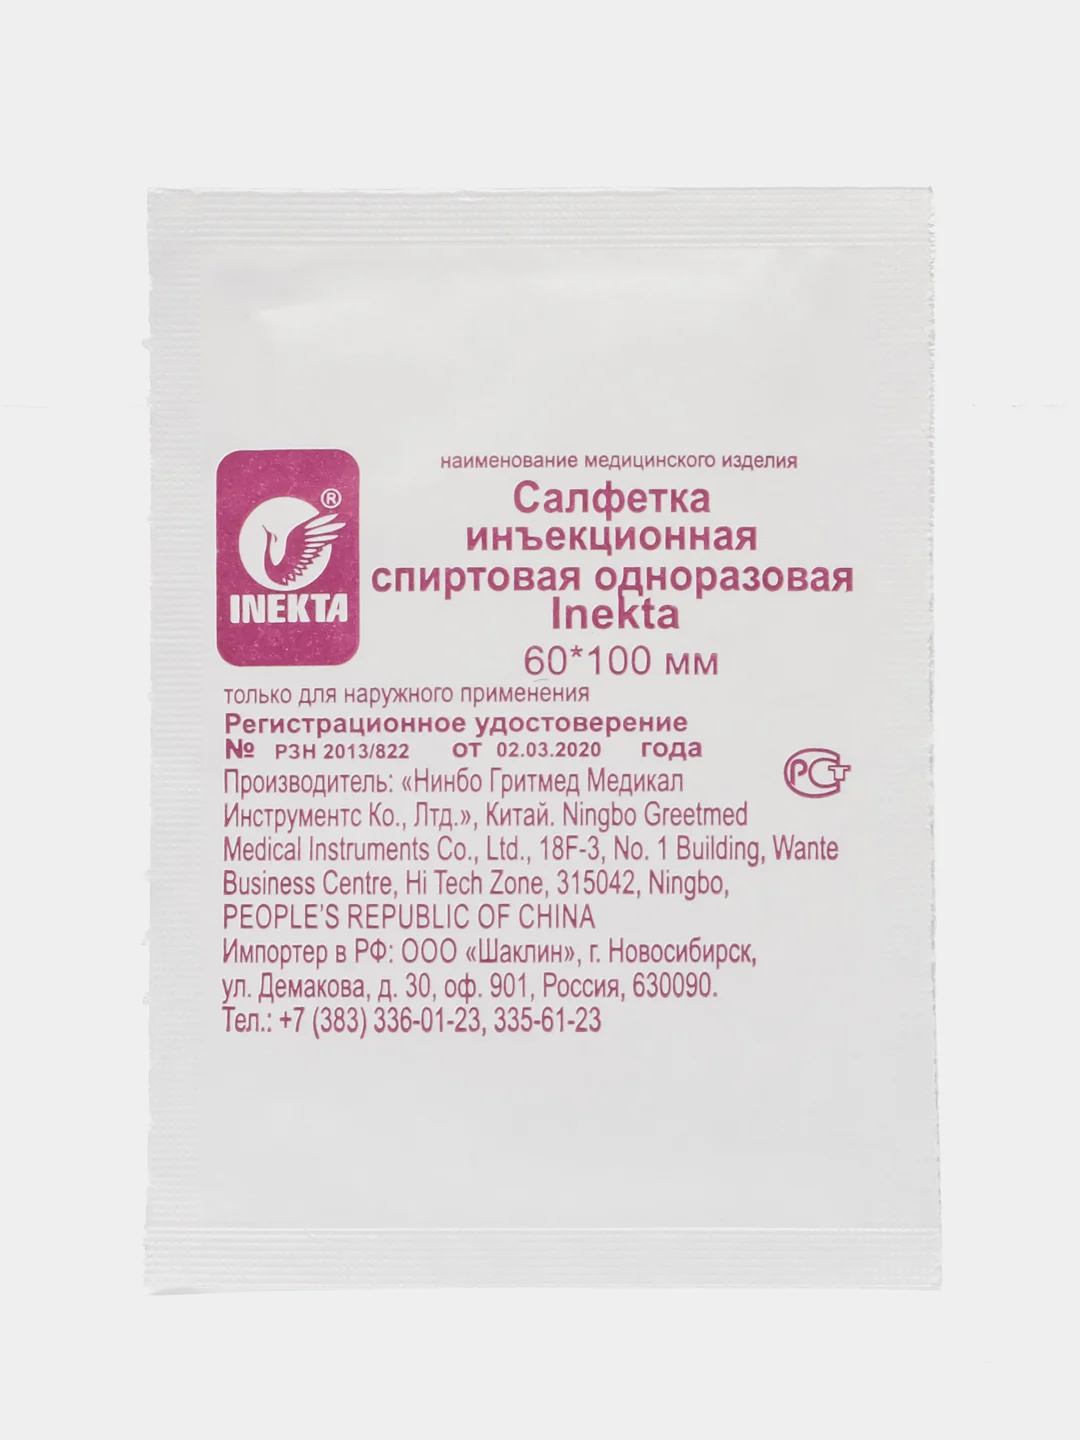 наименование медицинского изделия
Салфетка
инъекционная
спиртовая одноразовая
Inekta
60*100 мм
®
INEKTA
только для наружного применения
Регистрационное удостоверение
№ РЗН 2013/822 от 02.03.2020 года
РСТ
Производитель: «Нинбо Гритмед Медикал
Инструментс Ко., Лтд.», Китай. Ningbo Greetmed
Medical Instruments Co., Ltd., 18F-3, No. 1 Building, Wante
Business Centre, Hi Tech Zone, 315042, Ningbo,
PEOPLE'S REPUBLIC OF CHINA
Импортер в РФ: ООО «Шаклин», г. Новосибирск,
ул. Демакова, д. 30, оф. 901, Россия, 630090.
Тел.: +7 (383) 336-01-23, 335-61-23